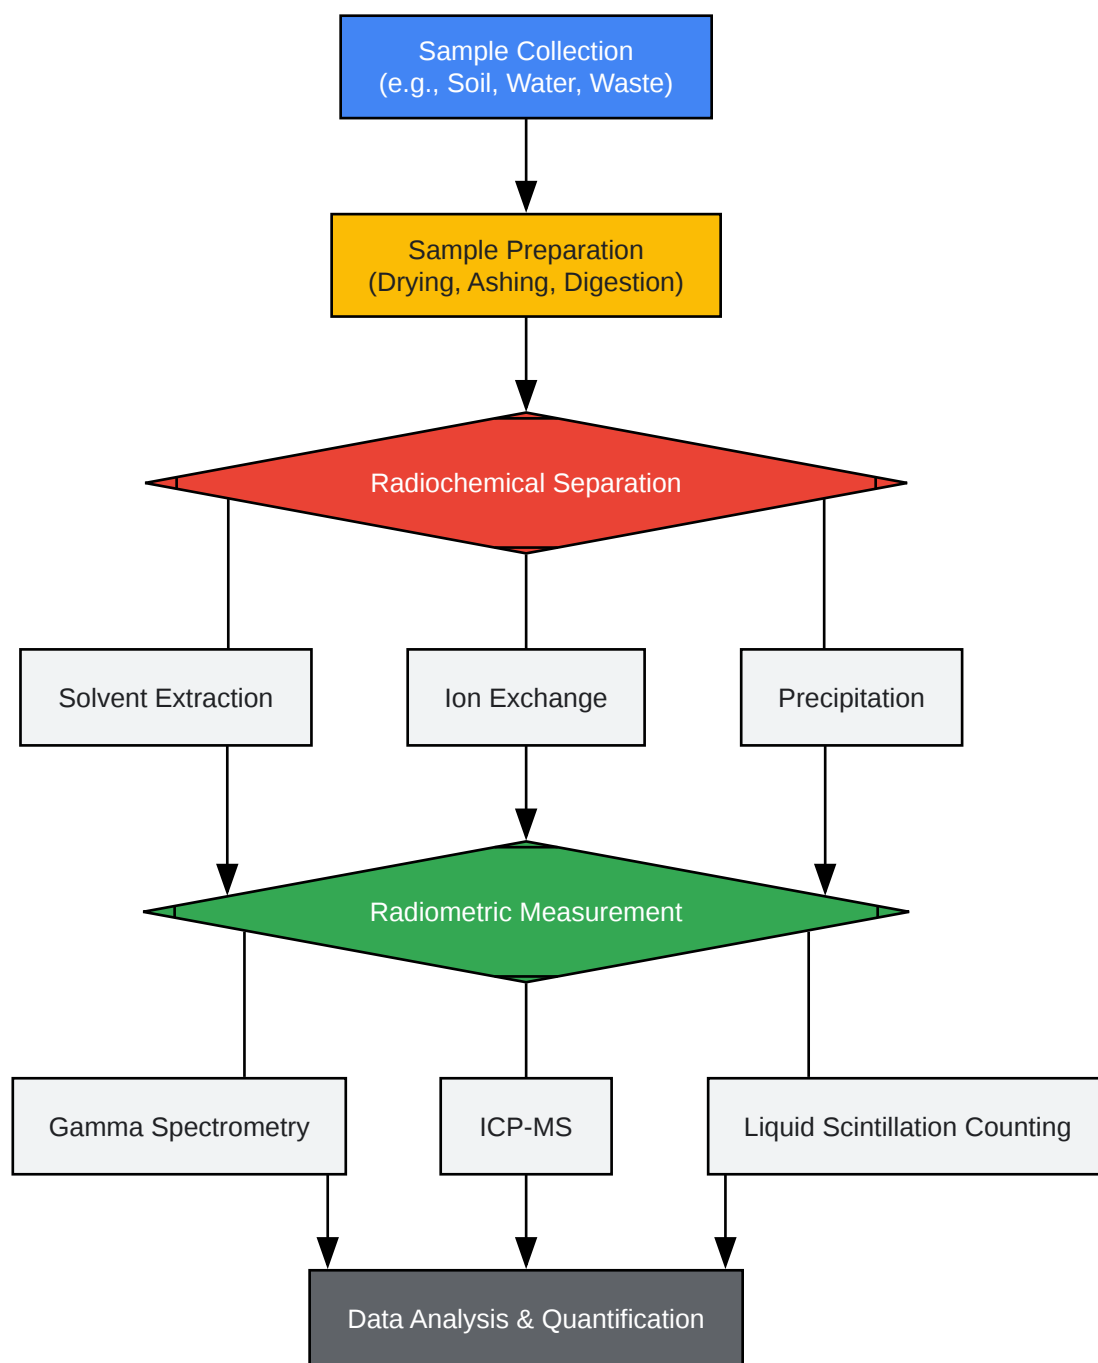 Sample Collection
(e.g., Soil, Water, Waste)
Sample Preparation
(Drying, Ashing, Digestion)
Radiochemical Separation
Solvent Extraction
Ion Exchange
Precipitation
Radiometric Measurement
Gamma Spectrometry
ICP-MS
Liquid Scintillation Counting
Data Analysis & Quantification